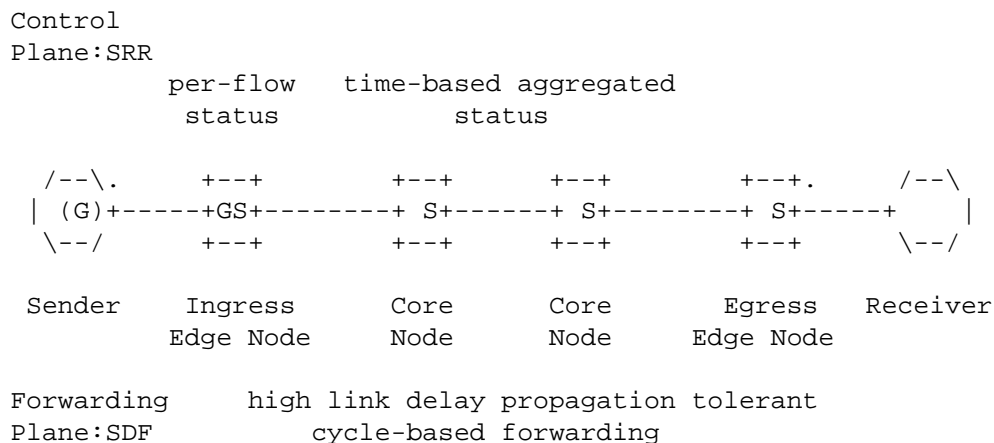 Control
Plane:SRR
per-flow time-based aggregated
status status
/--\. +--+ +--+ +--+ +--+. /--\
| (G)+-----+GS+--------+ S+------+ S+--------+ S+-----+ |
\--/ +--+ +--+ +--+ +--+ \--/
Sender Ingress Core Core Egress Receiver
Edge Node Node Node Edge Node
Forwarding high link delay propagation tolerant
Plane:SDF cycle-based forwarding